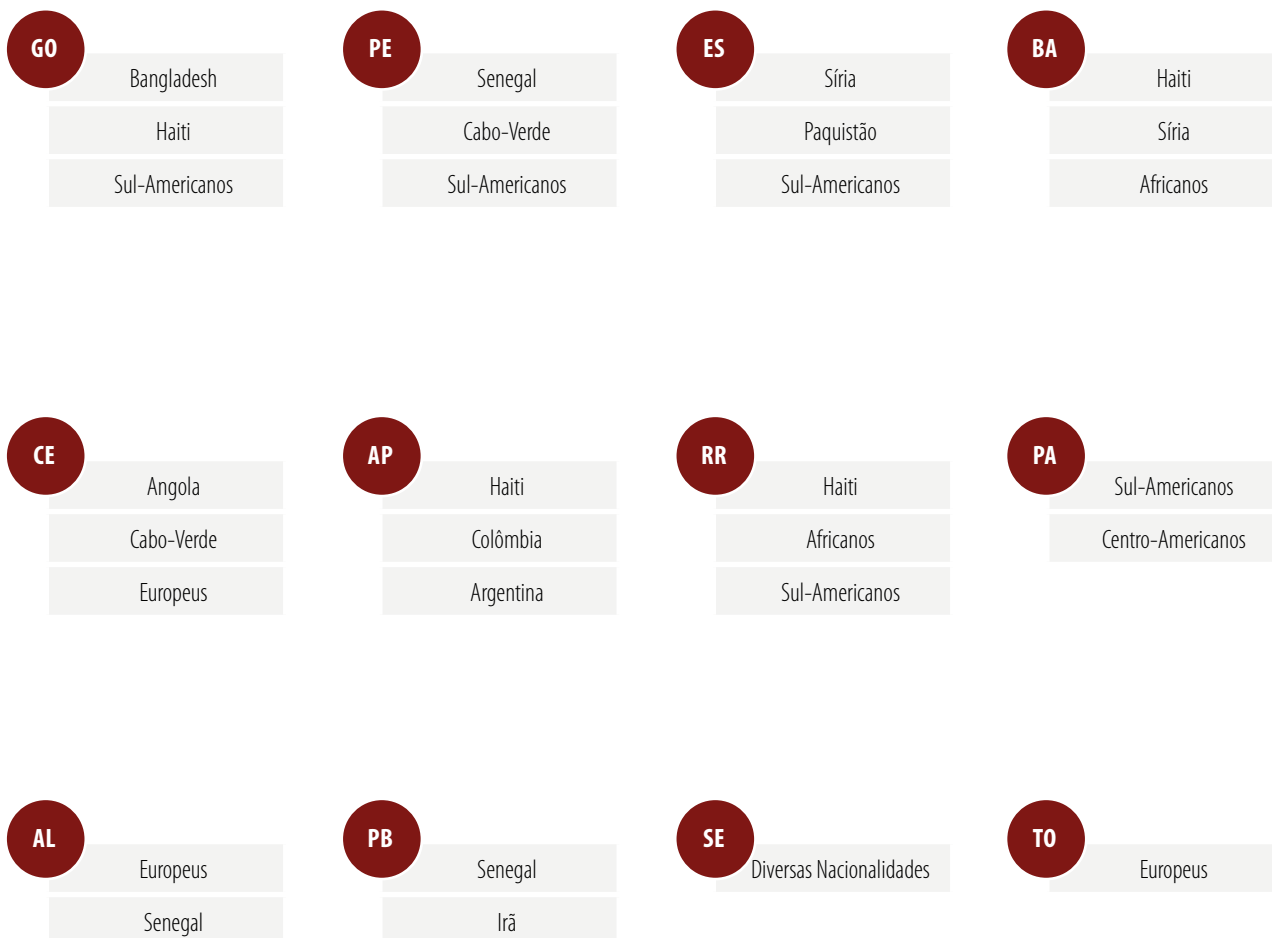 GO
Bangladesh
Haiti
Sul-Americanos
PE
Senegal
Cabo-Verde
Sul-Americanos
ES
Síria
Paquistão
Sul-Americanos
BA
Haiti
Síria
Africanos
CE
Angola
Cabo-Verde
Europeus
AP
Haiti
Colômbia
Argentina
RR
Haiti
Africanos
Sul-Americanos
PA
Sul-Americanos
Centro-Americanos
AL
Europeus
Senegal
PB
Senegal
Irã
SE
Diversas Nacionalidades
TO
Europeus